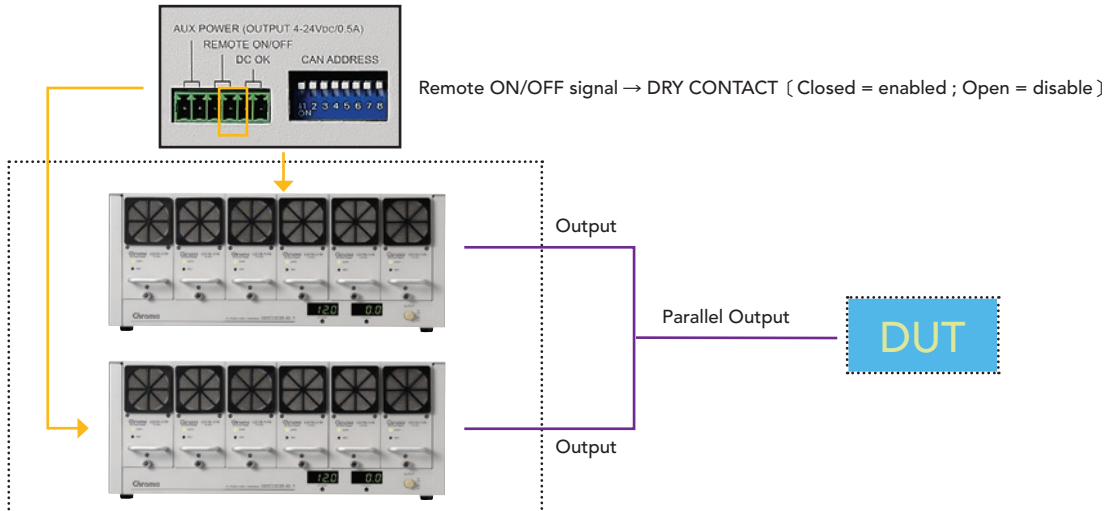 AUX POWER (OUTPUT 4-24VDC/0.5A)
REMOTE ON/OFF
DC OK
CAN ADDRESS
1 2 3 4 5 6 7 8
ON
Remote ON/OFF signal → DRY CONTACT [ Closed = enabled ; Open = disable ]
Output
Chroma
12.0 0.0
Parallel Output
DUT
Output
Chroma
12.0 0.0